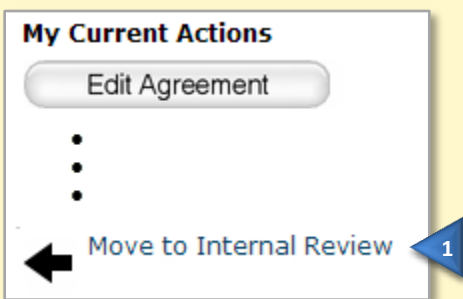 My Current Actions
Edit Agreement
•
•
•
Move to Internal Review
1